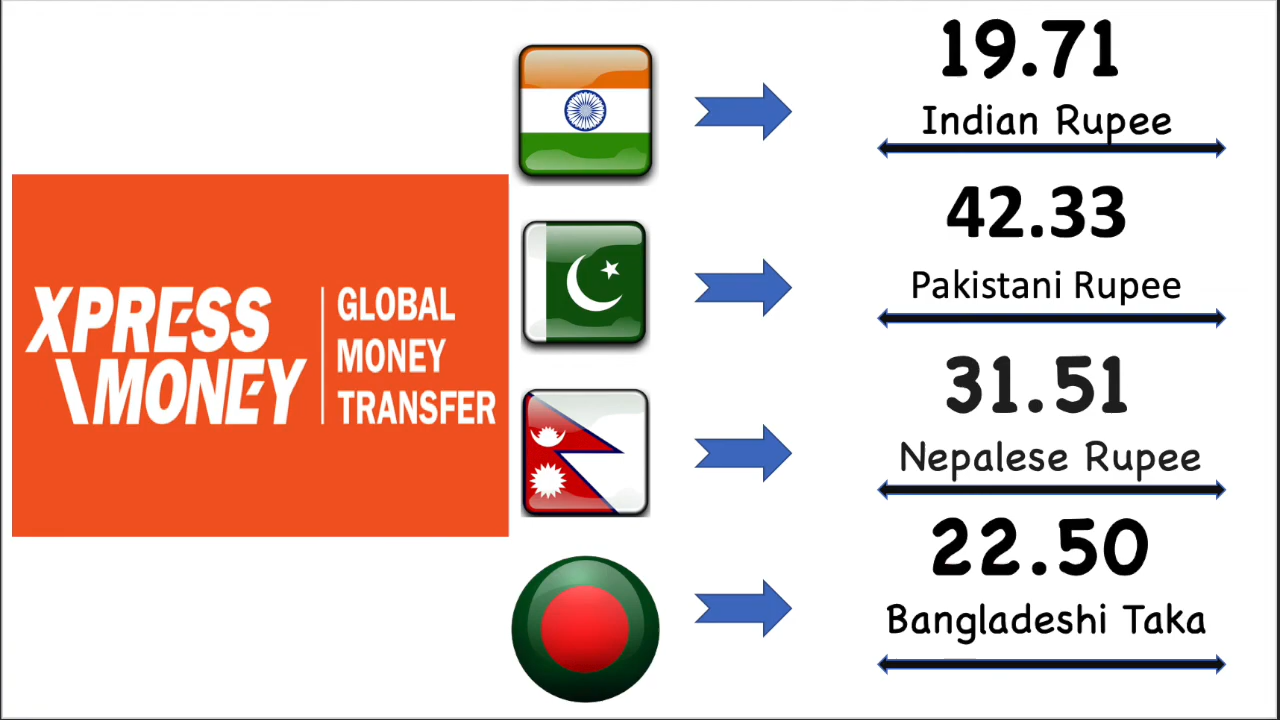 XPRESS
MONEY
GLOBAL
MONEY
TRANSFER
19.71
Indian Rupee
42.33
Pakistani Rupee
31.51
Nepalese Rupee
22.50
Bangladeshi Taka